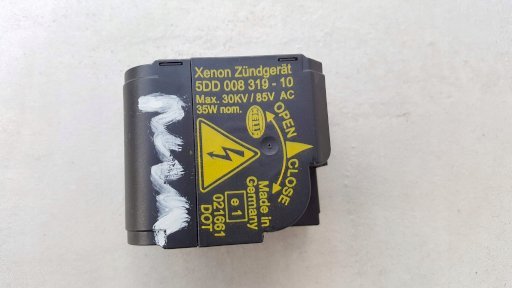 Xenon Zündgerät
5DD 008 319 - 10
Max. 30KV / 85V AC
35W nom.
HELLA
OPEN
CLOSE
Made in
Germany
e 1
021661
DOT